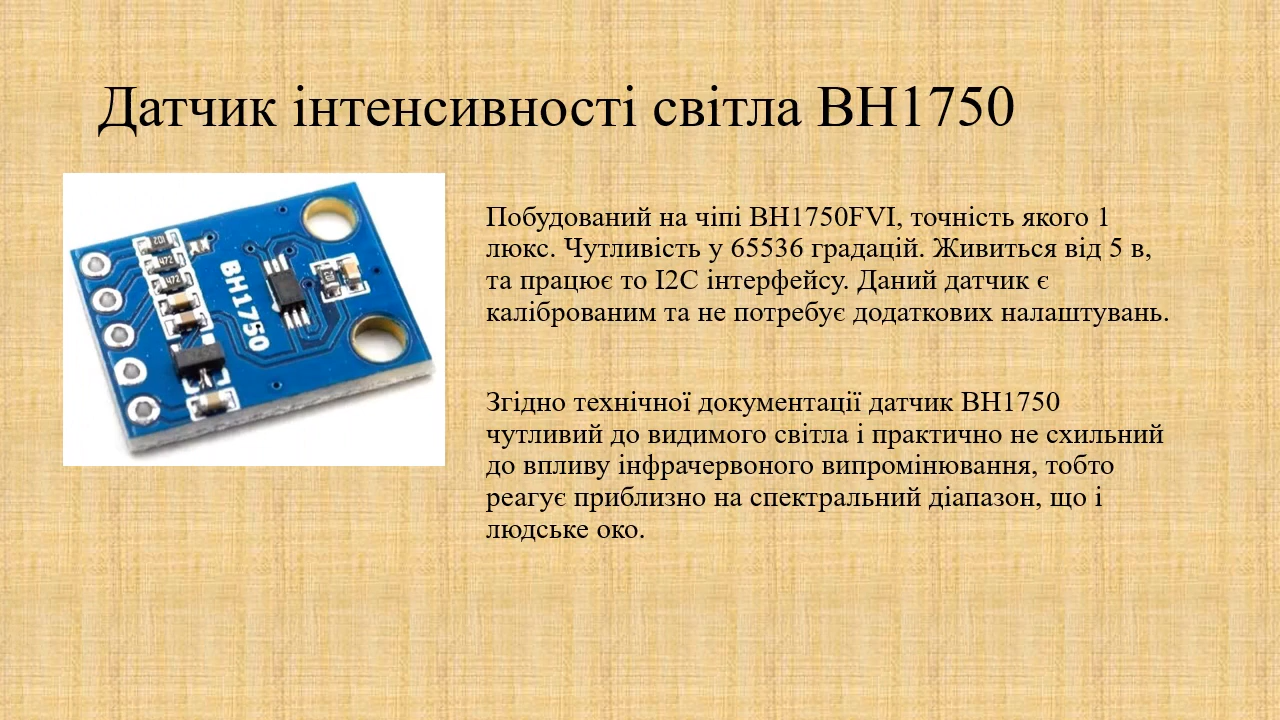 Датчик інтенсивності світла BH1750
Побудований на чіпі BH1750FVI, точність якого 1
люкс. Чутливість у 65536 градацій. Живиться від 5 в,
та працює то I2C інтерфейсу. Даний датчик є
каліброваним та не потребує додаткових налаштувань.
Згідно технічної документації датчик BH1750
чутливий до видимого світла і практично не схильний
до впливу інфрачервоного випромінювання, тобто
реагує приблизно на спектральний діапазон, що і
людське око.
BH1750
472
472